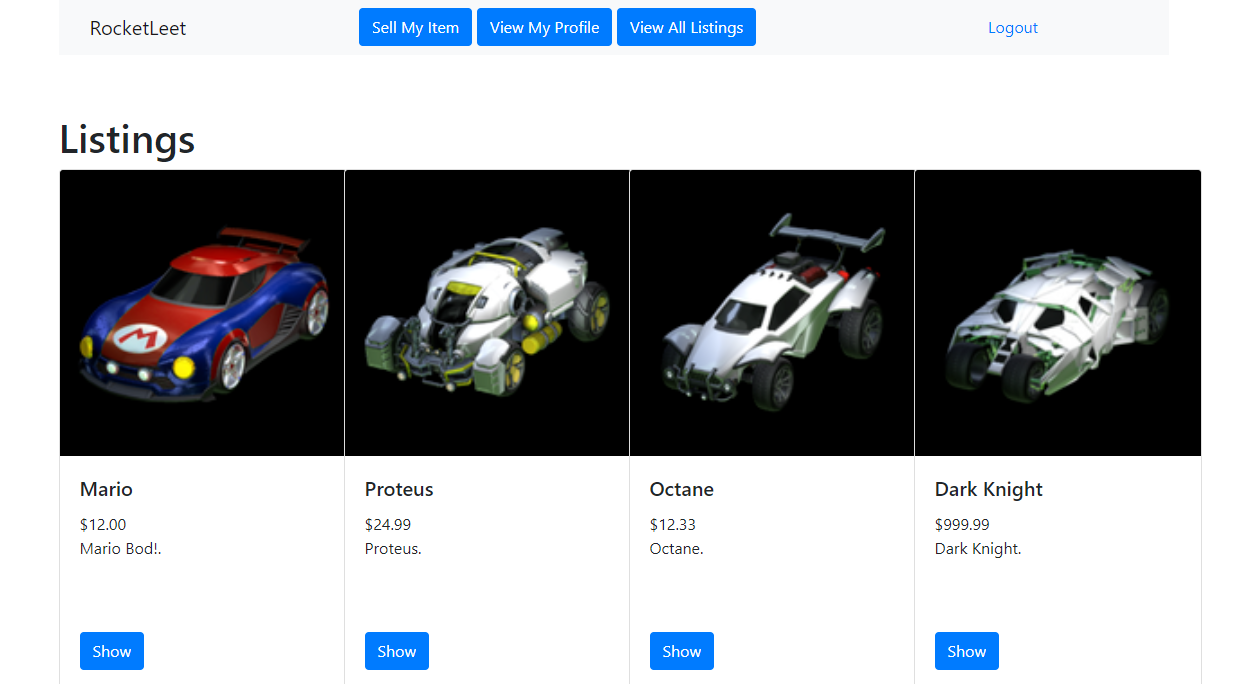 RocketLeet Sell My Item View My Profile View All Listings Logout
Listings
M
Mario Proteus Octane Dark Knight
$12.00 $24.99 $12.33 $999.99
Mario Bod!. Proteus. Octane. Dark Knight.
Show Show Show Show